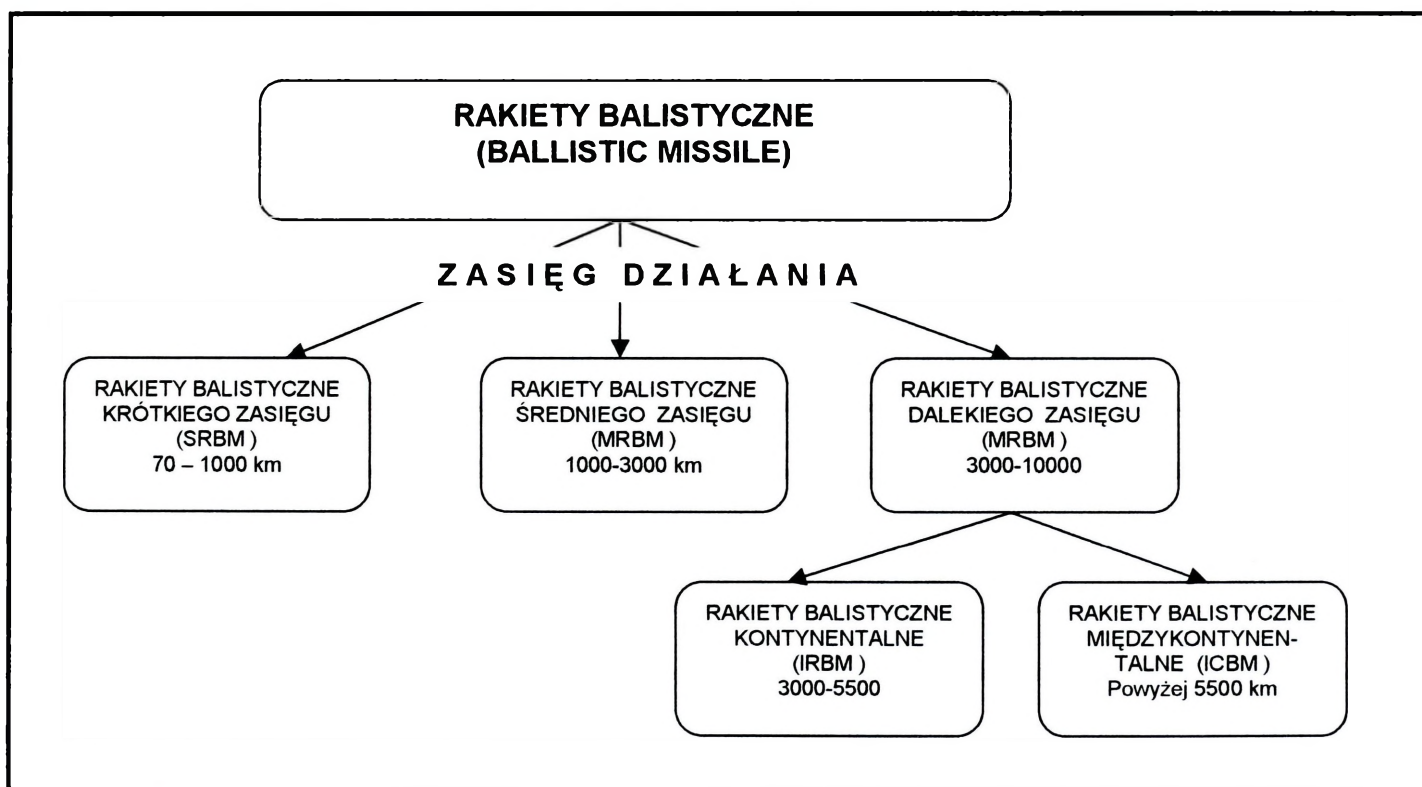 RAKIETY BALISTYCZNE
(BALLISTIC MISSILE)
ZASIĘG DZIAŁANIA
RAKIETY BALISTYCZNE
KRÓTKIEGO ZASIĘGU
(SRBM )
70 – 1000 km
RAKIETY BALISTYCZNE
ŚREDNIEGO ZASIĘGU
(MRBM )
1000-3000 km
RAKIETY BALISTYCZNE
DALEKIEGO ZASIĘGU
(MRBM )
3000-10000
RAKIETY BALISTYCZNE
KONTYNENTALNE
(IRBM )
3000-5500
RAKIETY BALISTYCZNE
MIĘDZYKONTYNEN-
TALNE (ICBM )
Powyżej 5500 km